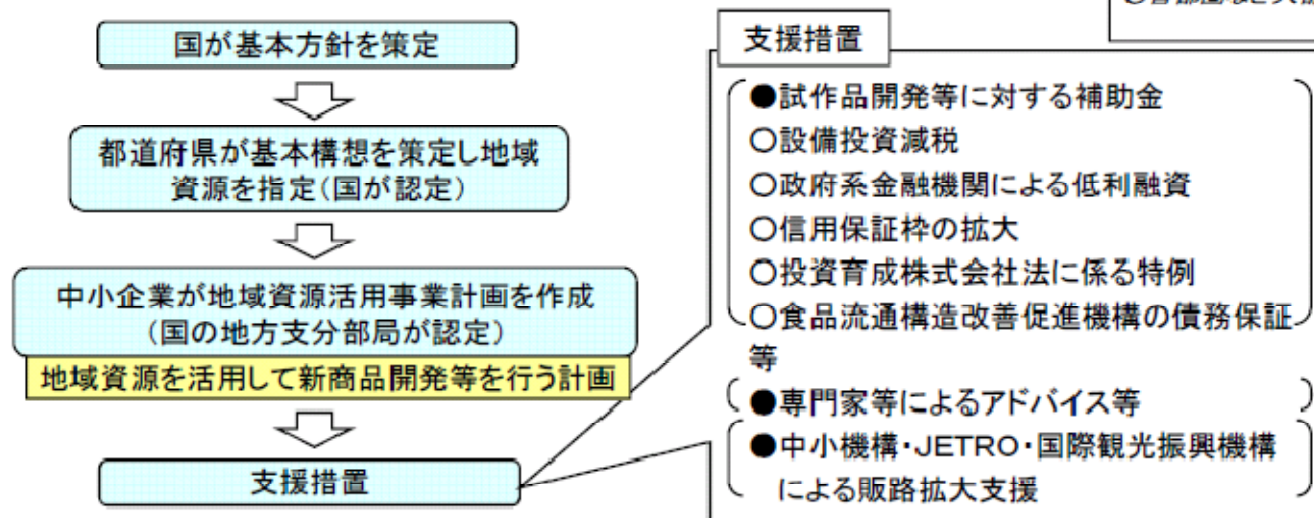 国が基本方針を策定
都道府県が基本構想を策定し地域
資源を指定(国が認定)
中小企業が地域資源活用事業計画を作成
(国の地方支分部局が認定)
地域資源を活用して新商品開発等を行う計画
支援措置
支援措置
●試作品開発等に対する補助金
○設備投資減税
○政府系金融機関による低利融資
○信用保証枠の拡大
○投資育成株式会社法に係る特例
○食品流通構造改善促進機構の債務保証
等
●専門家等によるアドバイス等
●中小機構・JETRO・国際観光振興機構
による販路拡大支援